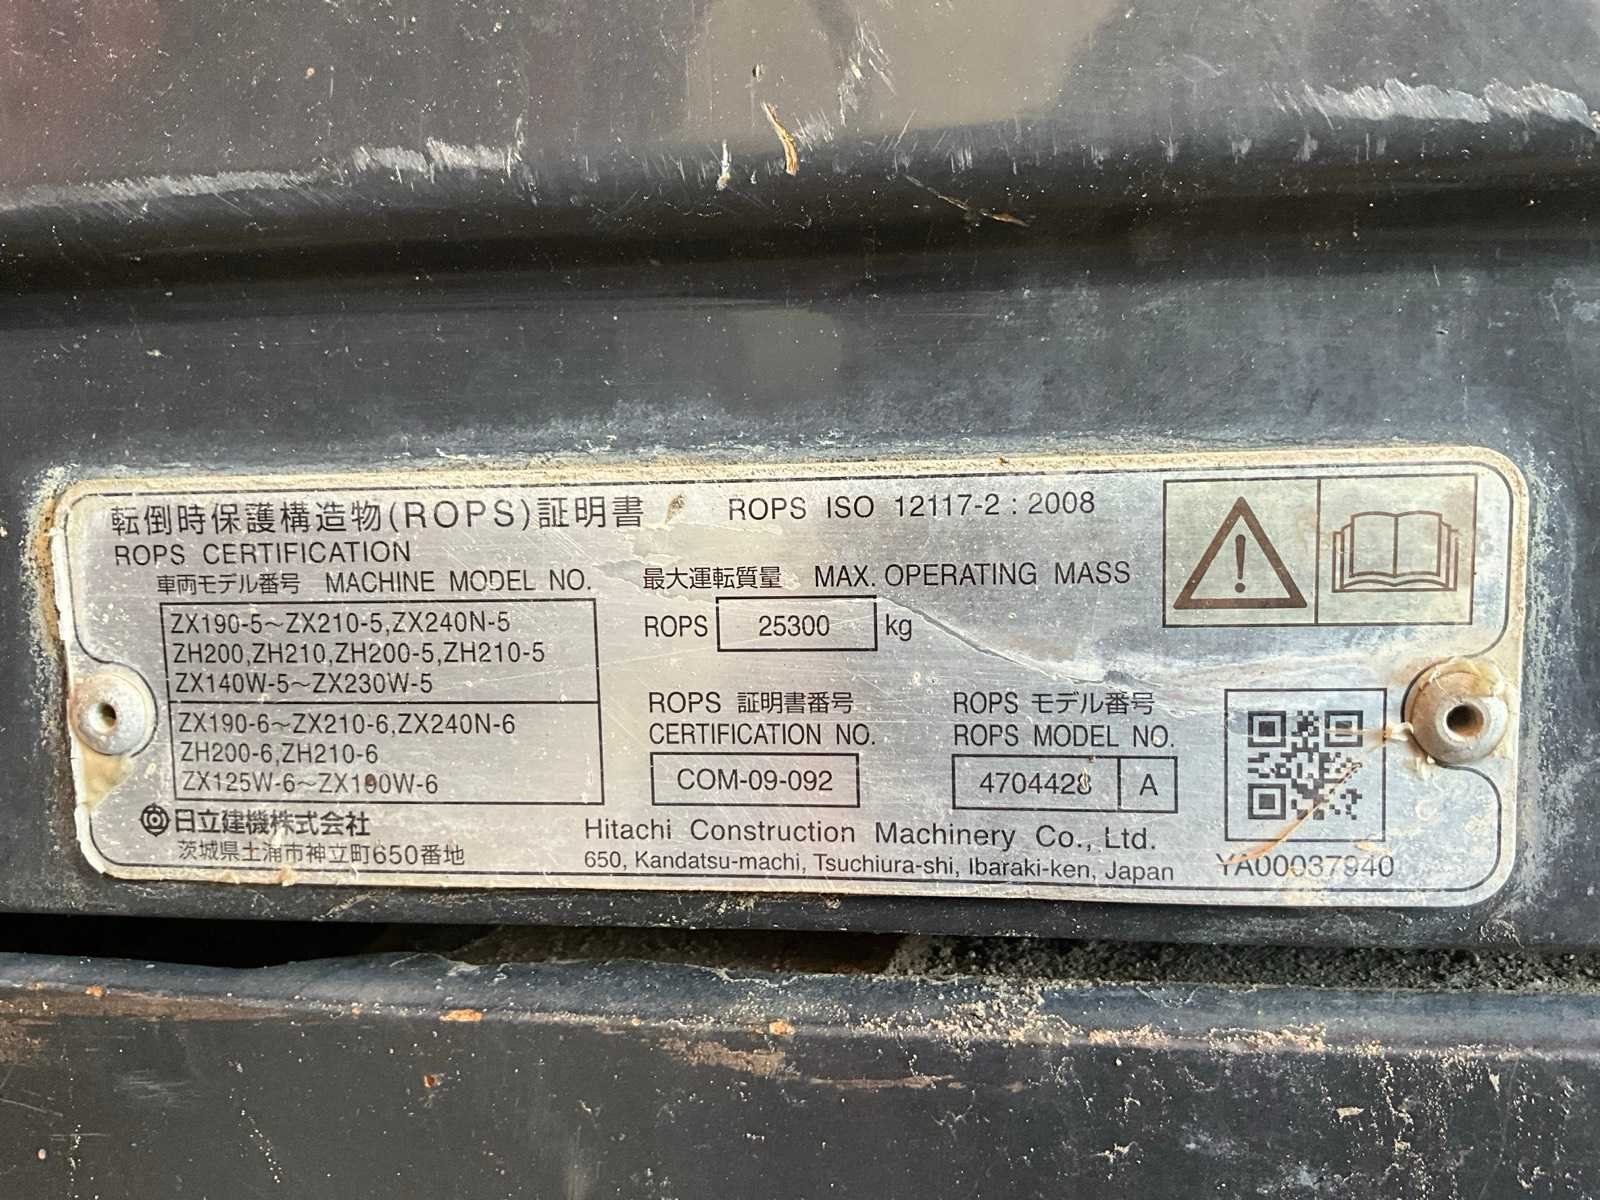 転倒時保護構造物(ROPS)証明書
ROPS ISO 12117-2 : 2008
ROPS CERTIFICATION
車両モデル番号 MACHINE MODEL NO.
ZX190-5~ZX210-5,ZX240N-5
ZH200,ZH210,ZH200-5,ZH210-5
ZX140W-5~ZX230W-5
ZX190-6~ZX210-6,ZX240N-6
ZH200-6,ZH210-6
ZX125W-6~ZX190W-6
最大運転質量 MAX. OPERATING MASS
ROPS 25300 kg
ROPS 証明書番号
CERTIFICATION NO.
COM-09-092
ROPS モデル番号
ROPS MODEL NO.
4704428 A
日立建機株式会社
茨城県土浦市神立町650番地
Hitachi Construction Machinery Co., Ltd.
650, Kandatsu-machi, Tsuchiura-shi, Ibaraki-ken, Japan
YA00037940